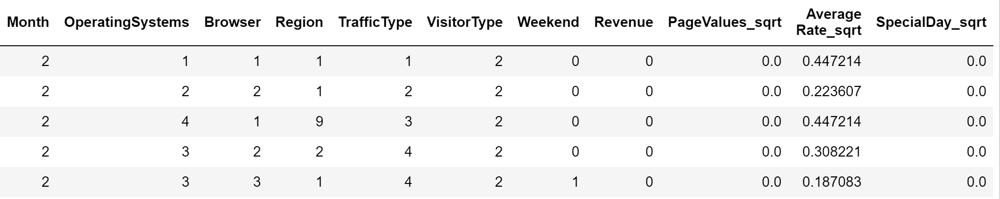 Month OperatingSystems Browser Region TrafficType VisitorType Weekend Revenue PageValues_sqrt Average Rate_sqrt SpecialDay_sqrt
2 1 1 1 1 2 0 0 0.0 0.447214 0.0
2 2 2 1 2 2 0 0 0.0 0.223607 0.0
2 4 1 9 3 2 0 0 0.0 0.447214 0.0
2 3 2 2 4 2 0 0 0.0 0.308221 0.0
2 3 3 1 4 2 1 0 0.0 0.187083 0.0